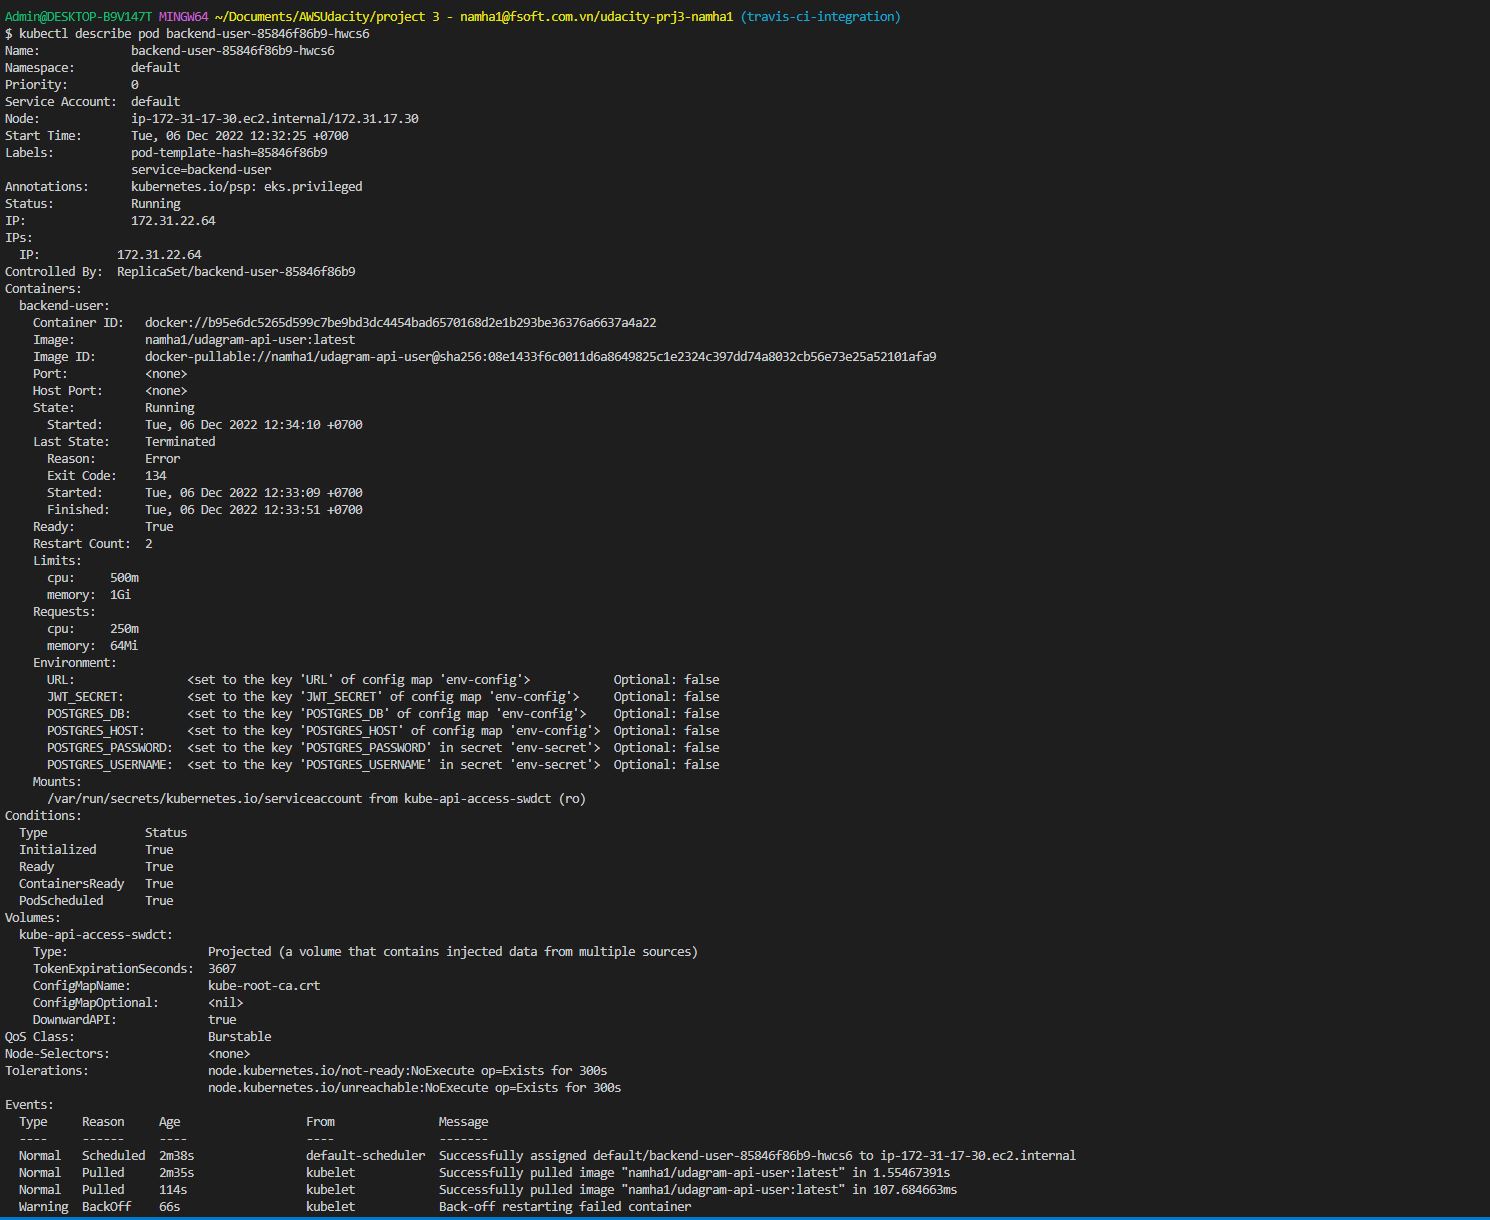 Admin@DESKTOP-B9V147T MINGW64 ~/Documents/AWSUdacity/project 3 - namha1@fsoft.com.vn/udacity-prj3-namha1 (travis-ci-integration)
$ kubectl describe pod backend-user-85846f86b9-hwcs6
Name:             backend-user-85846f86b9-hwcs6
Namespace:        default
Priority:         0
Service Account:  default
Node:             ip-172-31-17-30.ec2.internal/172.31.17.30
Start Time:       Tue, 06 Dec 2022 12:32:25 +0700
Labels:           pod-template-hash=85846f86b9
                  service=backend-user
Annotations:      kubernetes.io/psp: eks.privileged
Status:           Running
IP:               172.31.22.64
IPs:
  IP:           172.31.22.64
Controlled By:  ReplicaSet/backend-user-85846f86b9
Containers:
  backend-user:
    Container ID:   docker://b95e6dc5265d599c7be9bd3dc4454bad6570168d2e1b293be36376a6637a4a22
    Image:          namha1/udagram-api-user:latest
    Image ID:       docker-pullable://namha1/udagram-api-user@sha256:08e1433f6c0011d6a8649825c1e2324c397dd74a8032cb56e73e25a52101afa9
    Port:           <none>
    Host Port:      <none>
    State:          Running
      Started:      Tue, 06 Dec 2022 12:34:10 +0700
    Last State:     Terminated
      Reason:       Error
      Exit Code:    134
      Started:      Tue, 06 Dec 2022 12:33:09 +0700
      Finished:     Tue, 06 Dec 2022 12:33:51 +0700
    Ready:          True
    Restart Count:  2
    Limits:
      cpu:     500m
      memory:  1Gi
    Requests:
      cpu:     250m
      memory:  64Mi
    Environment:
      URL:                <set to the key 'URL' of config map 'env-config'>            Optional: false
      JWT_SECRET:         <set to the key 'JWT_SECRET' of config map 'env-config'>     Optional: false
      POSTGRES_DB:        <set to the key 'POSTGRES_DB' of config map 'env-config'>    Optional: false
      POSTGRES_HOST:      <set to the key 'POSTGRES_HOST' of config map 'env-config'>  Optional: false
      POSTGRES_PASSWORD:  <set to the key 'POSTGRES_PASSWORD' in secret 'env-secret'>  Optional: false
      POSTGRES_USERNAME:  <set to the key 'POSTGRES_USERNAME' in secret 'env-secret'>  Optional: false
    Mounts:
      /var/run/secrets/kubernetes.io/serviceaccount from kube-api-access-swdct (ro)
Conditions:
  Type              Status
  Initialized       True
  Ready             True
  ContainersReady   True
  PodScheduled      True
Volumes:
  kube-api-access-swdct:
    Type:                    Projected (a volume that contains injected data from multiple sources)
    TokenExpirationSeconds:  3607
    ConfigMapName:           kube-root-ca.crt
    ConfigMapOptional:       <nil>
    DownwardAPI:             true
QoS Class:                   Burstable
Node-Selectors:              <none>
Tolerations:                 node.kubernetes.io/not-ready:NoExecute op=Exists for 300s
                             node.kubernetes.io/unreachable:NoExecute op=Exists for 300s
Events:
  Type     Reason     Age                From               Message
  ----     ------     ----               ----               -------
  Normal   Scheduled  2m38s              default-scheduler  Successfully assigned default/backend-user-85846f86b9-hwcs6 to ip-172-31-17-30.ec2.internal
  Normal   Pulled     2m35s              kubelet            Successfully pulled image "namha1/udagram-api-user:latest" in 1.55467391s
  Normal   Pulled     114s               kubelet            Successfully pulled image "namha1/udagram-api-user:latest" in 107.684663ms
  Warning  BackOff    66s                kubelet            Back-off restarting failed container